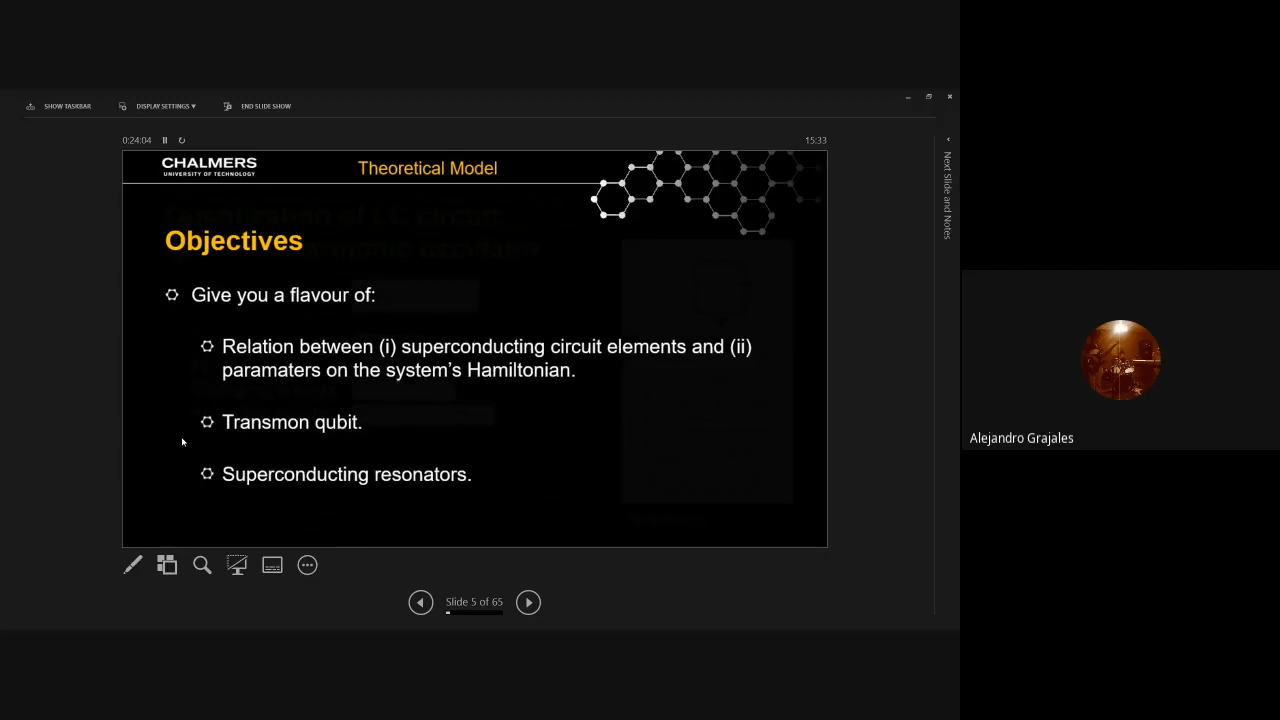 SHOW TASKBAR
DISPLAY SETTINGS ▾
END SLIDE SHOW
0:24:04
15:33
CHALMERS
UNIVERSITY OF TECHNOLOGY
Theoretical Model
Objectives
Give you a flavour of:
Relation between (i) superconducting circuit elements and (ii)
paramaters on the system's Hamiltonian.
Transmon qubit.
Superconducting resonators.
Slide 5 of 65
Next Slide and Notes
Alejandro Grajales